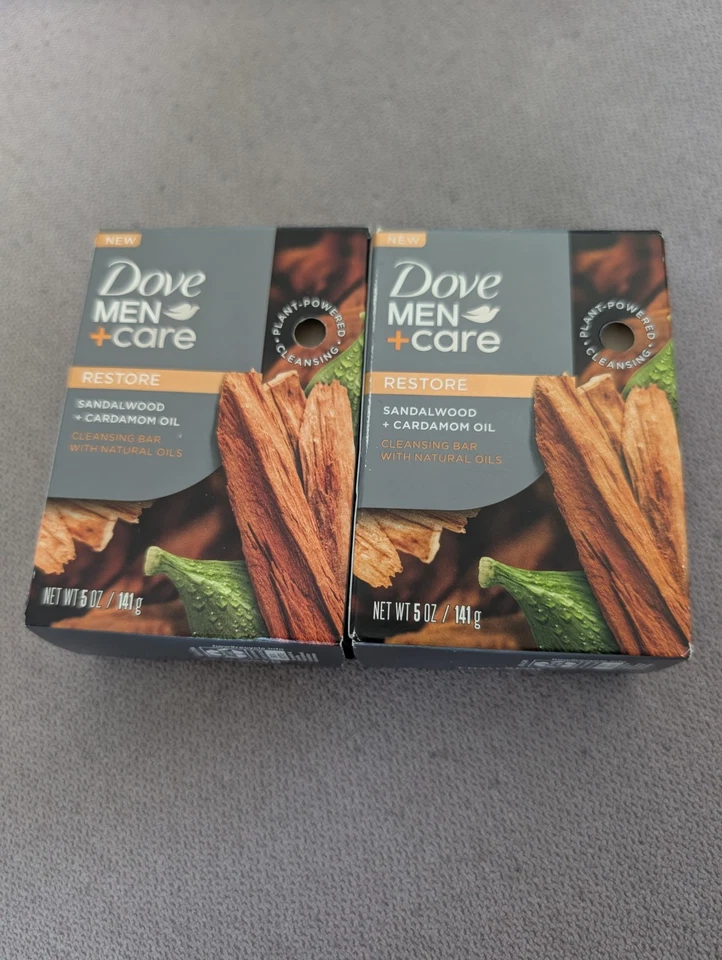 NEW
Dove
MEN
+care
PLANT-POWERED
CLEANSING
RESTORE
SANDALWOOD
+ CARDAMOM OIL
CLEANSING BAR
WITH NATURAL OILS
NET WT 5 OZ / 141 g
NEW
Dove
MEN
+care
PLANT-POWERED
CLEANSING
RESTORE
SANDALWOOD
+ CARDAMOM OIL
CLEANSING BAR
WITH NATURAL OILS
NET WT 5 OZ / 141 g